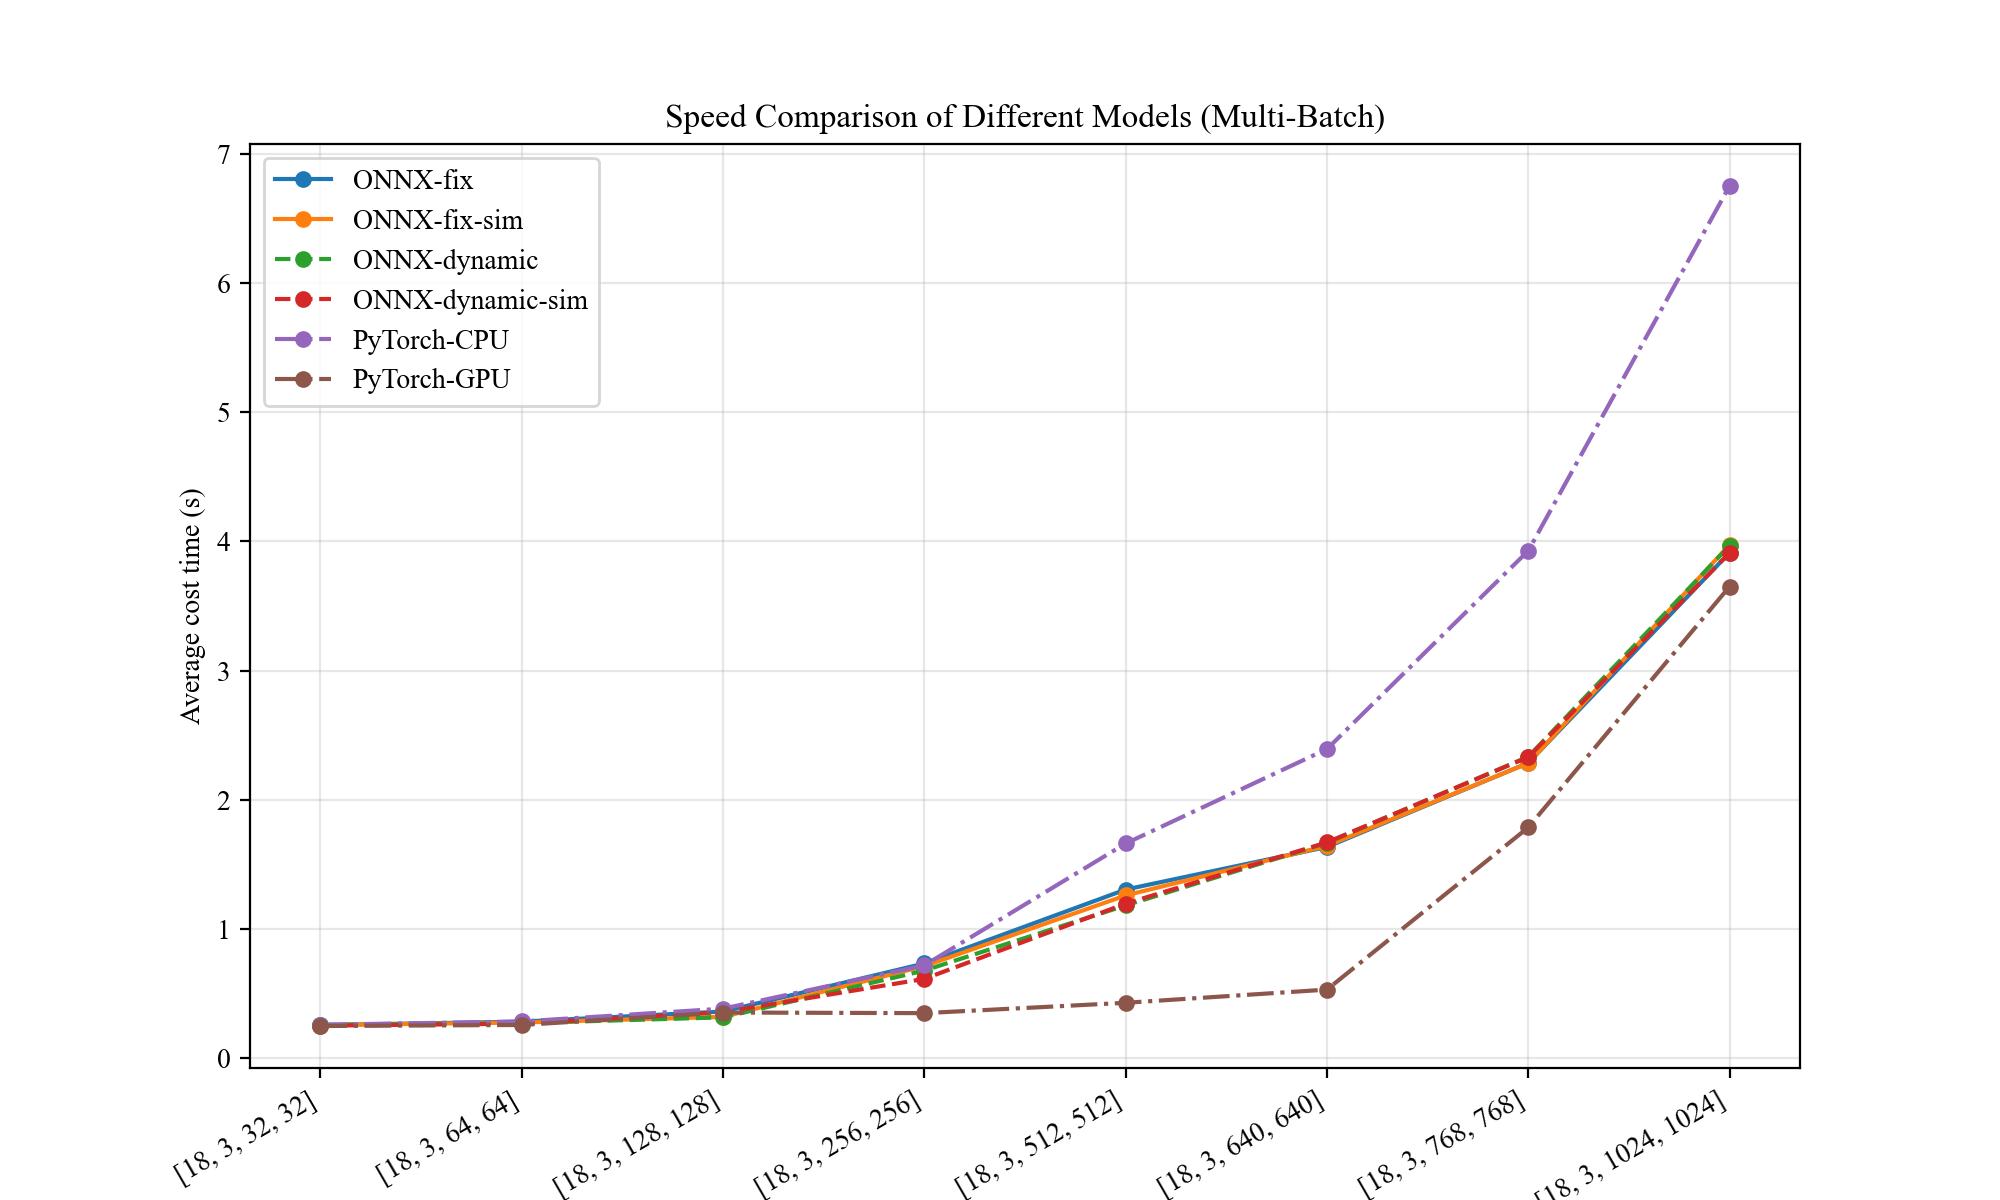 Speed Comparison of Different Models (Multi-Batch)
7
6
5
4
3
2
1
0
Average cost time (s)
ONNX-fix
ONNX-fix-sim
ONNX-dynamic
ONNX-dynamic-sim
PyTorch-CPU
PyTorch-GPU
[18, 3, 32, 32]
[18, 3, 64, 64]
[18, 3, 128, 128]
[18, 3, 256, 256]
[18, 3, 512, 512]
[18, 3, 640, 640]
[18, 3, 768, 768]
[18, 3, 1024, 1024]